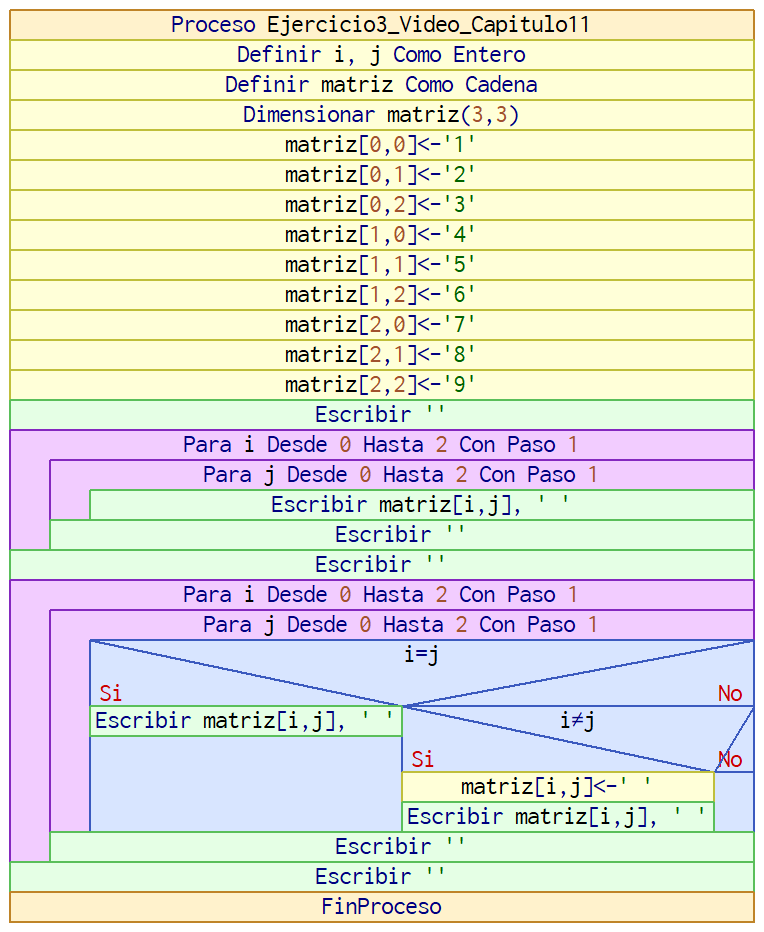 Proceso Ejercicio3_Video_Capitulo11
Definir i, j Como Entero
Definir matriz Como Cadena
Dimensionar matriz(3,3)
matriz[0,0]<-'1'
matriz[0,1]<-'2'
matriz[0,2]<-'3'
matriz[1,0]<-'4'
matriz[1,1]<-'5'
matriz[1,2]<-'6'
matriz[2,0]<-'7'
matriz[2,1]<-'8'
matriz[2,2]<-'9'
Escribir ''
Para i Desde 0 Hasta 2 Con Paso 1
Para j Desde 0 Hasta 2 Con Paso 1
Escribir matriz[i,j], ' '
Escribir ''
Escribir ''
Para i Desde 0 Hasta 2 Con Paso 1
Para j Desde 0 Hasta 2 Con Paso 1
i=j
Si No
Escribir matriz[i,j], ' ' i≠j
Si No
matriz[i,j]<-' '
Escribir matriz[i,j], ' '
Escribir ''
Escribir ''
FinProceso